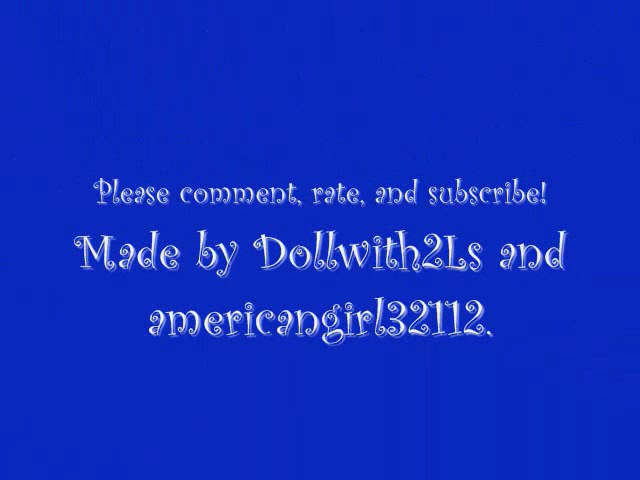 Please comment, rate, and subscribe!
Made by Dollwith2Ls and
americangirl32112.